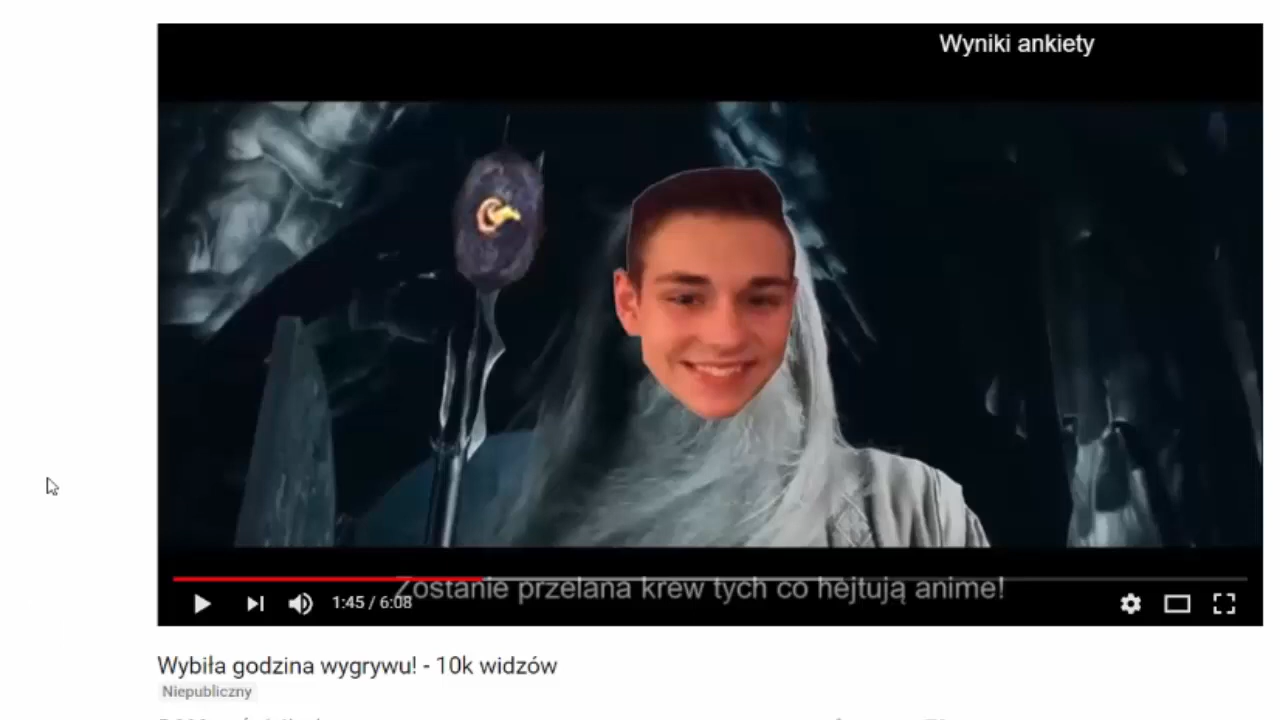 Wyniki ankiety
Zostanie przelana krew tych co hejtują anime!
1:45 / 6:08
Wybiła godzina wygrywu! - 10k widzów
Niepubliczny